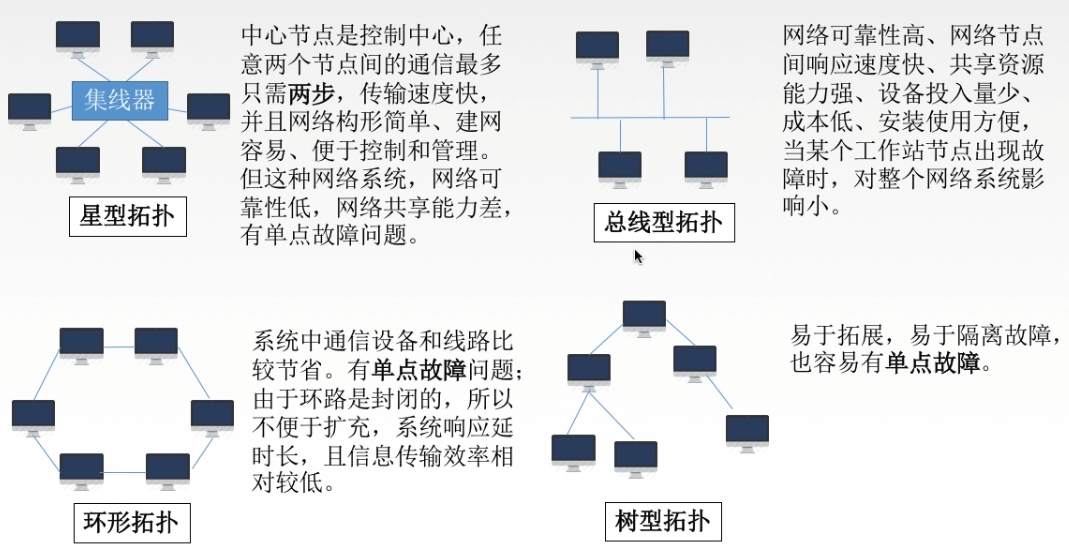 集线器
星型拓扑
中心节点是控制中心，任
意两个节点间的通信最多
只需两步，传输速度快，
并且网络构形简单、建网
容易、便于控制和管理。
但这种网络系统，网络可
靠性低，网络共享能力差，
有单点故障问题。
总线型拓扑
网络可靠性高、网络节点
间响应速度快、共享资源
能力强、设备投入量少、
成本低、安装使用方便，
当某个工作站节点出现故
障时，对整个网络系统影
响小。
环形拓扑
系统中通信设备和线路比
较节省。有单点故障问题；
由于环路是封闭的，所以
不便于扩充，系统响应延
时长，且信息传输效率相
对较低。
树型拓扑
易于拓展，易于隔离故障，
也容易有单点故障。